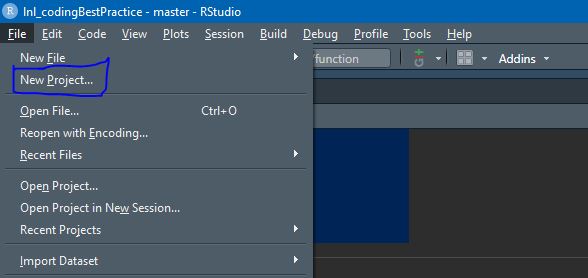 R lnl_codingBestPractice - master - RStudio
File Edit Code View Plots Session Build Debug Profile Tools Help
New File
New Project...
function
Addins
Open File... Ctrl+O
Reopen with Encoding...
Recent Files
Open Project...
Open Project in New Session...
Recent Projects
Import Dataset